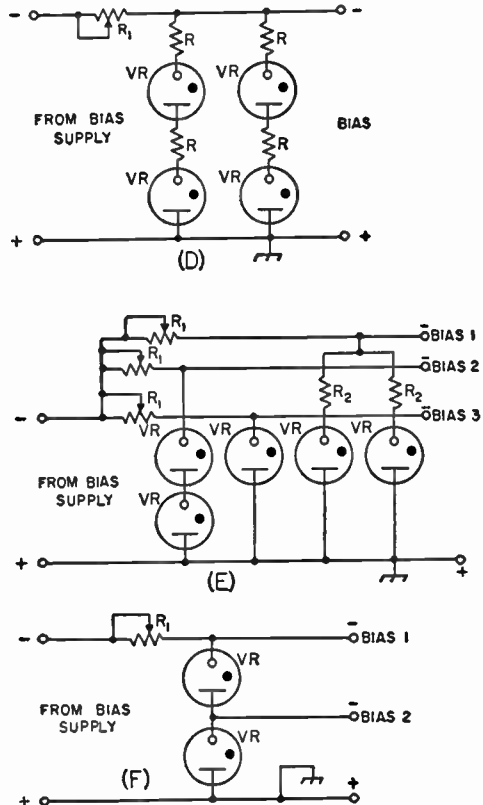 - R₁ -
R R
VR VR
FROM BIAS
SUPPLY
BIAS
R R
VR VR
+ +
(D)
R₁ - BIAS 1
R₁ - BIAS 2
R₁ R₂ R₂ - BIAS 3
-
VR VR VR VR
FROM BIAS
SUPPLY
VR
+ +
(E)
- R₁ - BIAS 1
VR
FROM BIAS
SUPPLY
- BIAS 2
VR
(F)
+ +